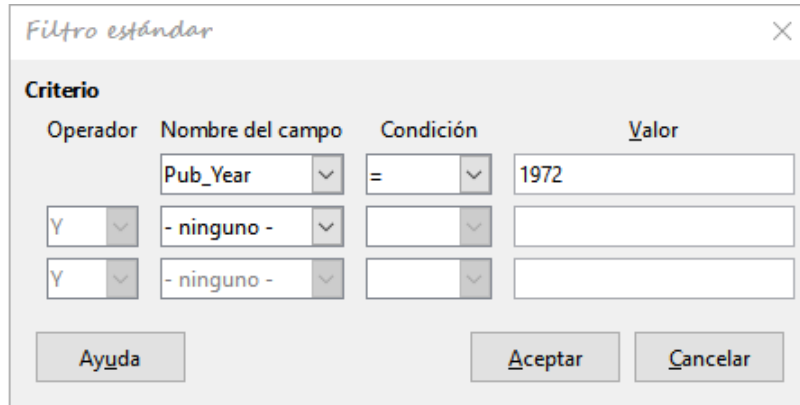 Filtro estándar
Criterio
Operador Nombre del campo Condición Valor
Pub_Year = 1972
Y - ninguno -
Y - ninguno -
Ayuda Aceptar Cancelar